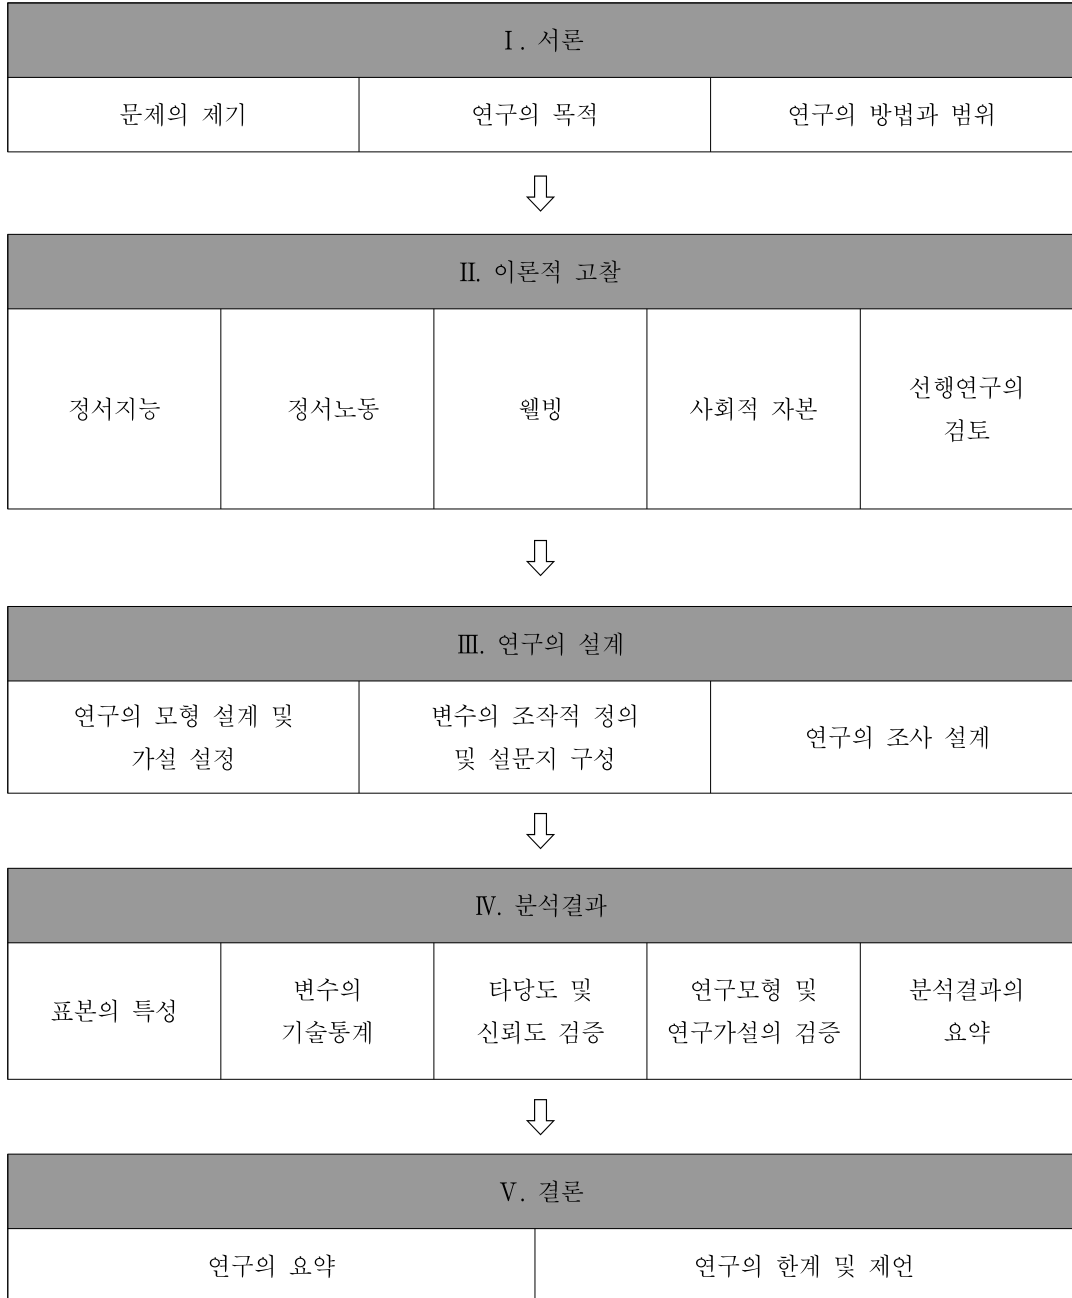 Ⅰ. 서론
문제의 제기
연구의 목적
연구의 방법과 범위
Ⅱ. 이론적 고찰
정서지능
정서노동
웰빙
사회적 자본
선행연구의
검토
Ⅲ. 연구의 설계
연구의 모형 설계 및
가설 설정
변수의 조작적 정의
및 설문지 구성
연구의 조사 설계
Ⅳ. 분석결과
표본의 특성
변수의
기술통계
타당도 및
신뢰도 검증
연구모형 및
연구가설의 검증
분석결과의
요약
Ⅴ. 결론
연구의 요약
연구의 한계 및 제언